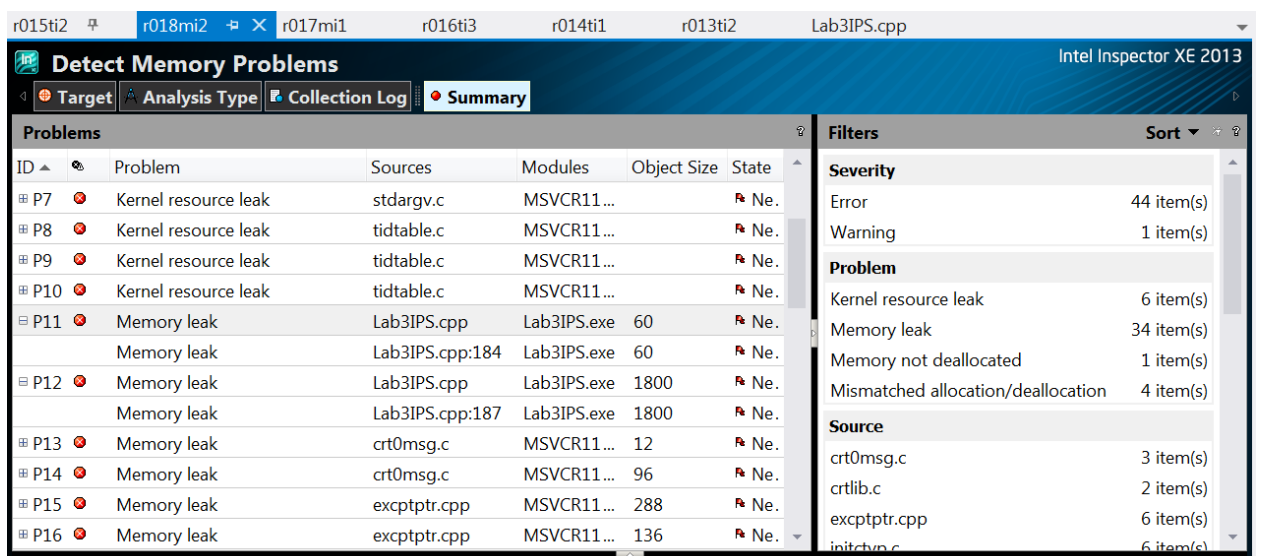 r015ti2 r018mi2 r017mi1 r016ti3 r014ti1 r013ti2 Lab3IPS.cpp
Detect Memory Problems
Intel Inspector XE 2013
Target Analysis Type Collection Log Summary
Problems ?
ID Problem Sources Modules Object Size State
P7 Kernel resource leak stdargv.c MSVCR11... Ne.
P8 Kernel resource leak tidtable.c MSVCR11... Ne.
P9 Kernel resource leak tidtable.c MSVCR11... Ne.
P10 Kernel resource leak tidtable.c MSVCR11... Ne.
P11 Memory leak Lab3IPS.cpp Lab3IPS.exe 60 Ne.
Memory leak Lab3IPS.cpp:184 Lab3IPS.exe 60 Ne.
P12 Memory leak Lab3IPS.cpp Lab3IPS.exe 1800 Ne.
Memory leak Lab3IPS.cpp:187 Lab3IPS.exe 1800 Ne.
P13 Memory leak crt0msg.c MSVCR11... 12 Ne.
P14 Memory leak crt0msg.c MSVCR11... 96 Ne.
P15 Memory leak excptptr.cpp MSVCR11... 288 Ne.
P16 Memory leak excptptr.cpp MSVCR11... 136 Ne.
Filters Sort ?
Severity
Error 44 item(s)
Warning 1 item(s)
Problem
Kernel resource leak 6 item(s)
Memory leak 34 item(s)
Memory not deallocated 1 item(s)
Mismatched allocation/deallocation 4 item(s)
Source
crt0msg.c 3 item(s)
crtlib.c 2 item(s)
excptptr.cpp 6 item(s)
initctyp.c 6 item(s)